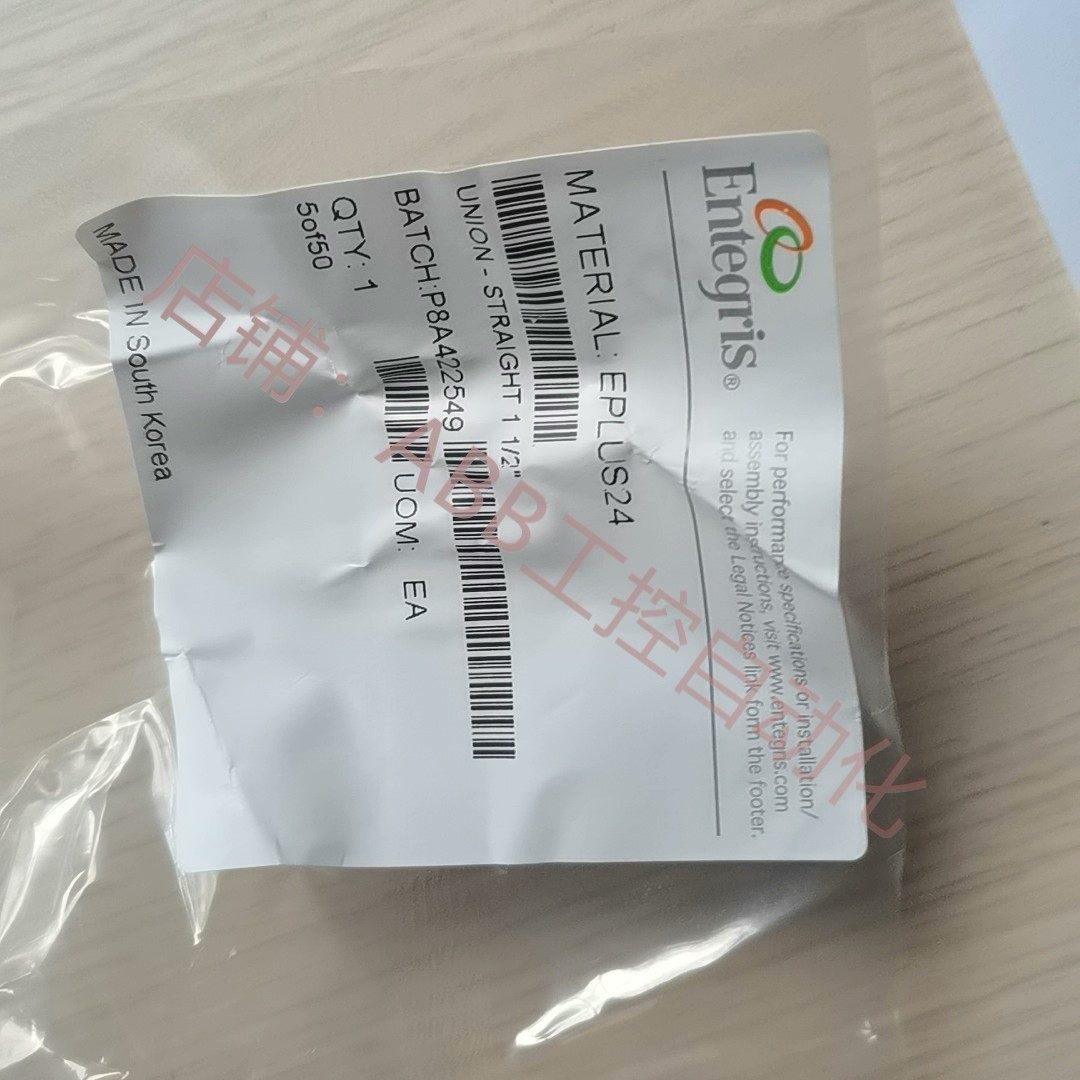 Entegris®
For performance specifications or installation/
assembly instructions, visit www.entegris.com
and select the Legal Notices link form the footer.
MATERIAL: EPLUS24
UNION - STRAIGHT 1 1/2"
BATCH:P8A422549
QTY: 1
UOM: EA
5of50
MADE IN South Korea
店铺：ABB工控自动化